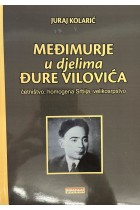 JURAJ KOLARIĆ
MEĐIMURJE
u djelima
ĐURE VILOVIĆA
četništvo, homogena Srbija, velikosrpstvo